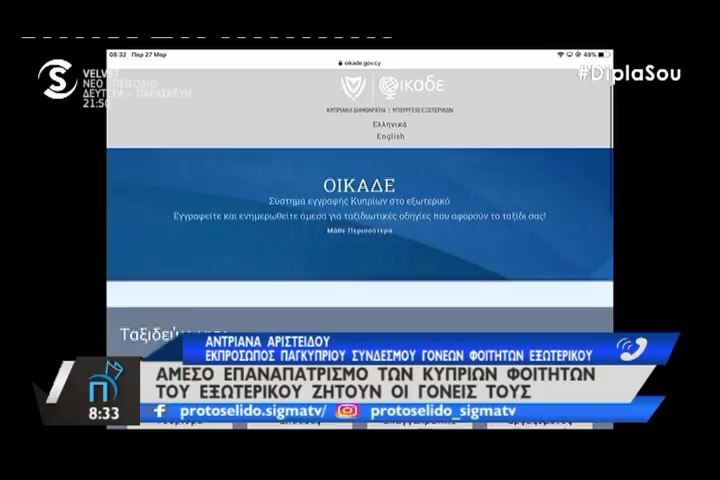 08:32 Παρ 27 Μαρ
49%
oikade.gov.cy
#DiplaSou
VELVET
ΝΕΟ ΕΠΕΙΣΟΔΙΟ
ΔΕΥΤΕΡΑ - ΠΑΡΑΣΚΕΥΗ
21:50
οικαδε
ΚΥΠΡΙΑΚΗ ΔΗΜΟΚΡΑΤΙΑ | ΥΠΟΥΡΓΕΙΟ ΕΞΩΤΕΡΙΚΩΝ
Ελληνικά
English
ΟΙΚΑΔΕ
Σύστημα εγγραφής Κυπρίων στο εξωτερικό
Εγγραφείτε και ενημερωθείτε άμεσα για ταξιδιωτικές οδηγίες που αφορούν το ταξίδι σας!
Μάθε Περισσότερα
ΑΝΤΡΙΑΝΑ ΑΡΙΣΤΕΙΔΟΥ
ΕΚΠΡΟΣΩΠΟΣ ΠΑΓΚΥΠΡΙΟΥ ΣΥΝΔΕΣΜΟΥ ΓΟΝΕΩΝ ΦΟΙΤΗΤΩΝ ΕΞΩΤΕΡΙΚΟΥ
ΑΜΕΣΟ ΕΠΑΝΑΠΑΤΡΙΣΜΟ ΤΩΝ ΚΥΠΡΙΩΝ ΦΟΙΤΗΤΩΝ
ΤΟΥ ΕΞΩΤΕΡΙΚΟΥ ΖΗΤΟΥΝ ΟΙ ΓΟΝΕΙΣ ΤΟΥΣ
8:33
protoselido.sigmatv/ protoselido_sigmatv